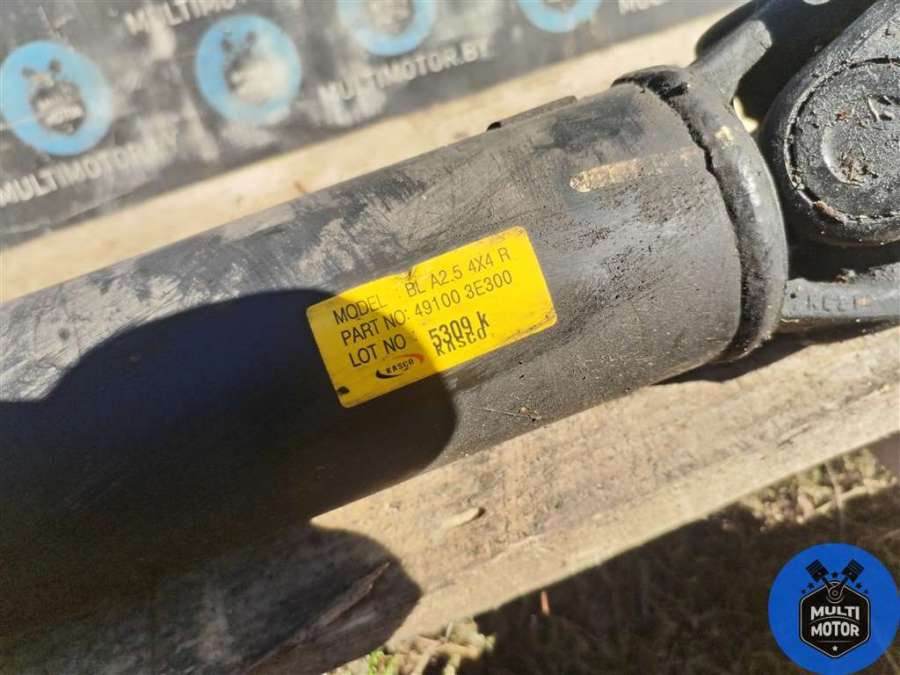 MULTIMOTOR.BY
MULTIMOTOR.BY
MULTIMOTOR
MODEL : BL A2.5 4X4 R
PART NO: 49100 3E300
LOT NO : 5309 K
KASCO
KASCO
MULTI
MOTOR